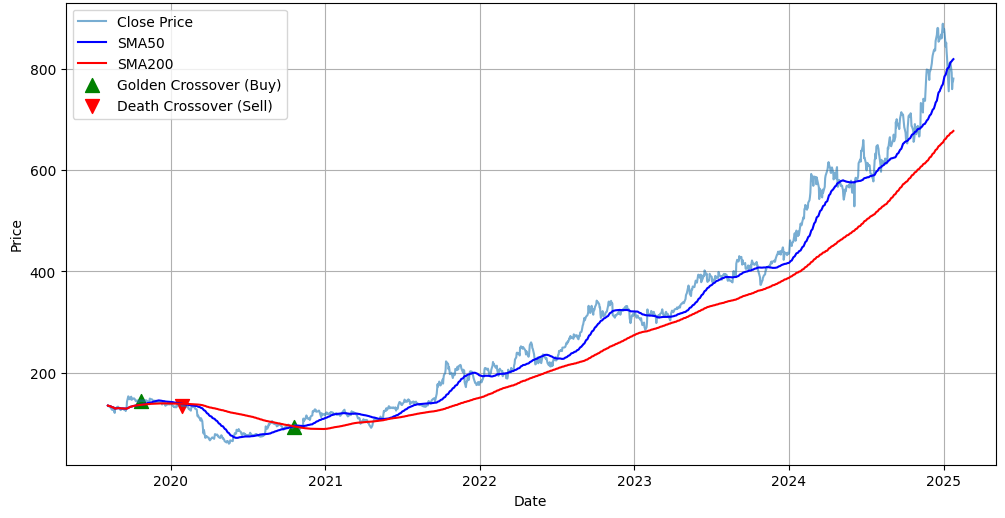 Close Price
SMA50
SMA200
Golden Crossover (Buy)
Death Crossover (Sell)
Price
800
600
400
200
2020
2021
2022
2023
2024
2025
Date